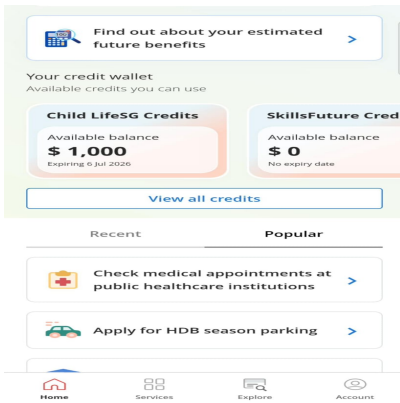 Find out about your estimated
future benefits
Your credit wallet
Available credits you can use
Child LifeSG Credits
Available balance
$ 1,000
Expiring 6 Jul 2026
SkillsFuture Cred
Available balance
$ 0
No expiry date
View all credits
Recent
Popular
Check medical appointments at
public healthcare institutions
Apply for HDB season parking
Home
Services
Explore
Account